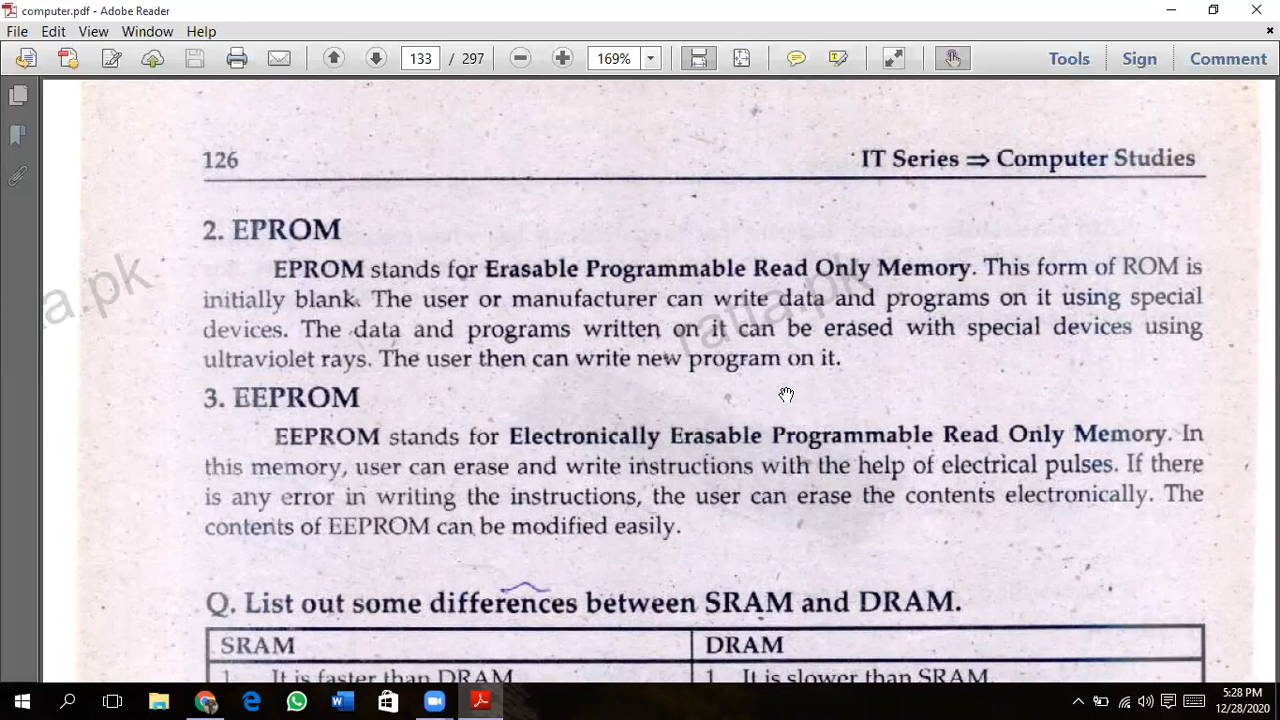 computer.pdf - Adobe Reader
File Edit View Window Help
133 / 297 169% Tools Sign Comment
126 IT Series ⇒ Computer Studies
2. EPROM
EPROM stands for Erasable Programmable Read Only Memory. This form of ROM is
initially blank. The user or manufacturer can write data and programs on it using special
devices. The data and programs written on it can be erased with special devices using
ultraviolet rays. The user then can write new program on it.
3. EEPROM
EEPROM stands for Electronically Erasable Programmable Read Only Memory. In
this memory, user can erase and write instructions with the help of electrical pulses. If there
is any error in writing the instructions, the user can erase the contents electronically. The
contents of EEPROM can be modified easily.
Q. List out some differences between SRAM and DRAM.
SRAM DRAM
1. It is faster than DRAM. 1. It is slower than SRAM.
5:28 PM
12/28/2020